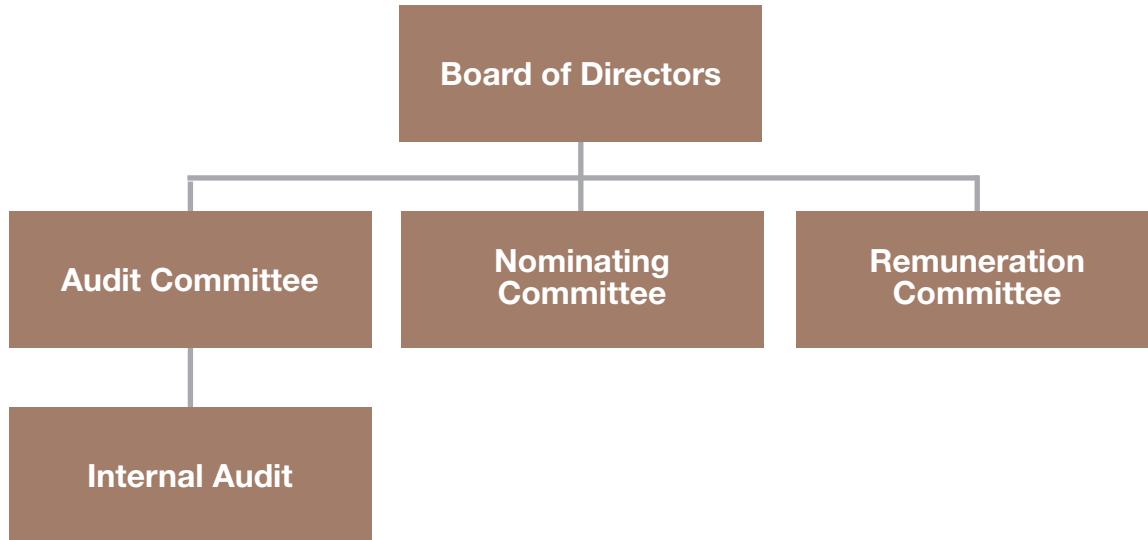 Board of Directors
Audit Committee
Nominating
Committee
Remuneration
Committee
Internal Audit